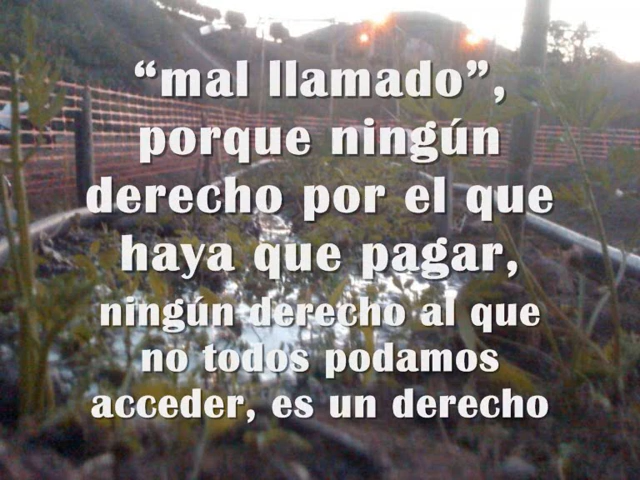 “mal llamado”,
porque ningún
derecho por el que
haya que pagar,
ningún derecho al que
no todos podamos
acceder, es un derecho